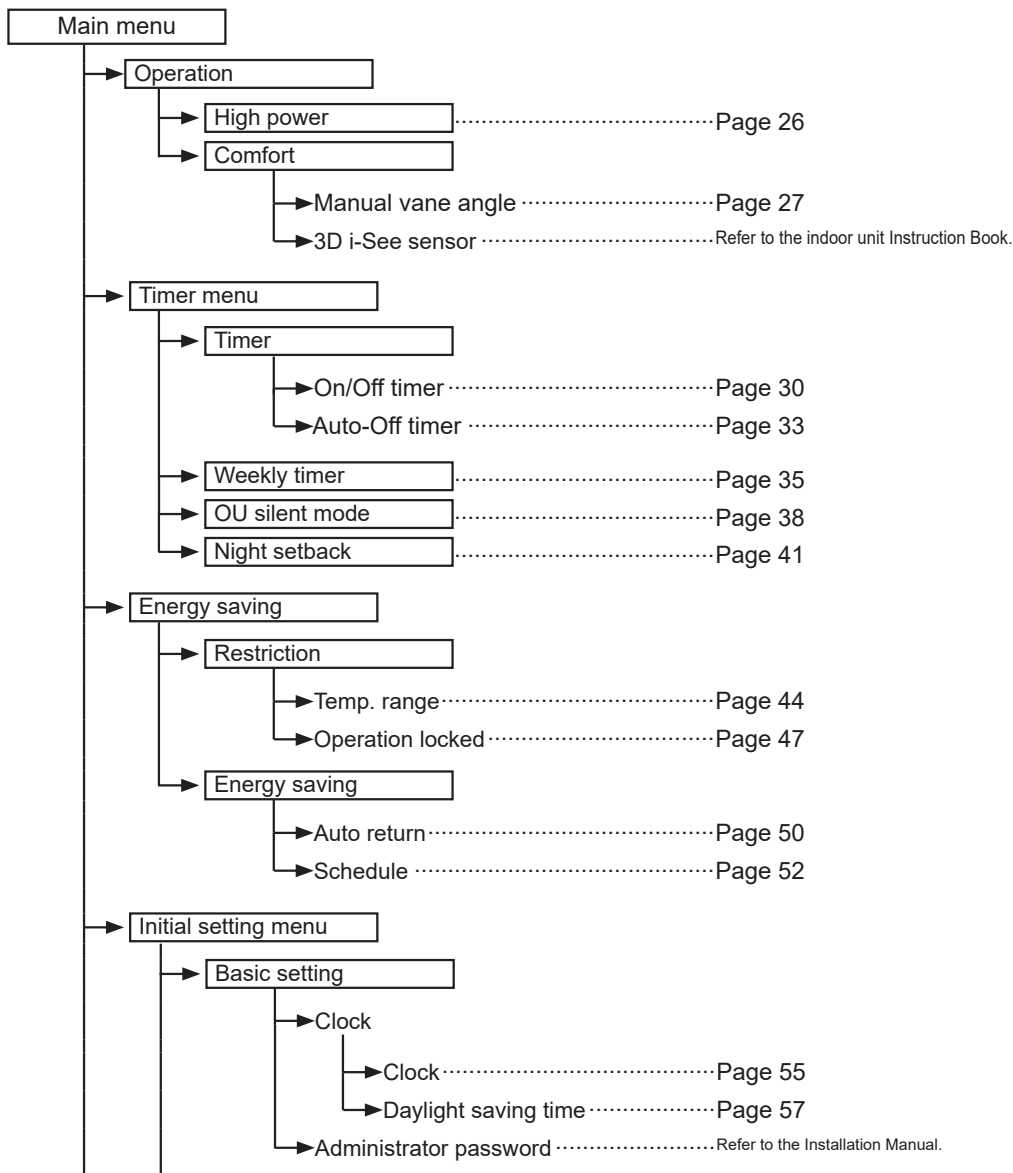 Main menu
Operation
High power Page 26
Comfort
Manual vane angle Page 27
3D i-See sensor Refer to the indoor unit Instruction Book.
Timer menu
Timer
On/Off timer Page 30
Auto-Off timer Page 33
Weekly timer Page 35
OU silent mode Page 38
Night setback Page 41
Energy saving
Restriction
Temp. range Page 44
Operation locked Page 47
Energy saving
Auto return Page 50
Schedule Page 52
Initial setting menu
Basic setting
Clock
Clock Page 55
Daylight saving time Page 57
Administrator password Refer to the Installation Manual.